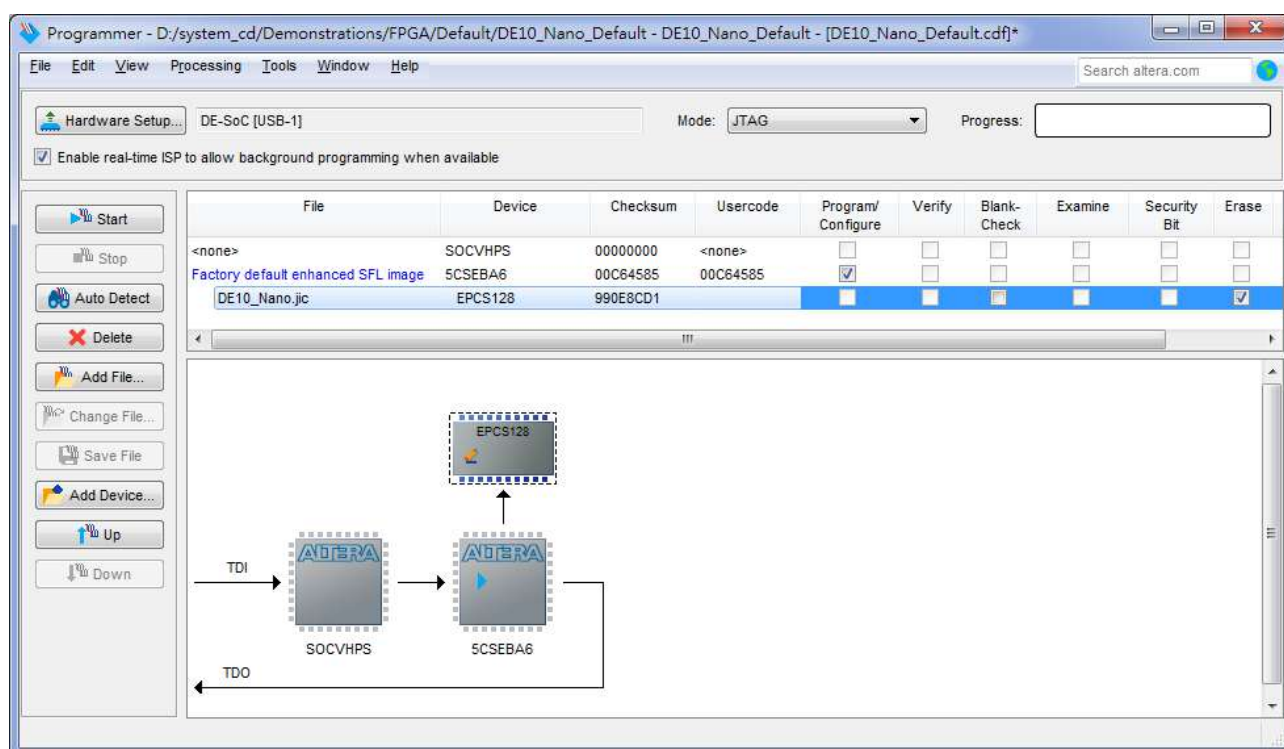 Programmer - D:/system_cd/Demonstrations/FPGA/Default/DE10_Nano_Default - DE10_Nano_Default - [DE10_Nano_Default.cdf]*
File Edit View Processing Tools Window Help
Search altera.com
Hardware Setup... DE-SoC [USB-1] Mode: JTAG Progress:
Enable real-time ISP to allow background programming when available
Start
Stop
Auto Detect
Delete
Add File...
Change File...
Save File
Add Device...
Up
Down
File Device Checksum Usercode Program/ Configure Verify Blank- Check Examine Security Bit Erase
<none> SOCVHPS 00000000 <none>
Factory default enhanced SFL image 5CSEBA6 00C64585 00C64585
DE10_Nano.jic EPCS128 990E8CD1
EPCS128
TDI
ALTERA ALTERA
SOCVHPS 5CSEBA6
TDO